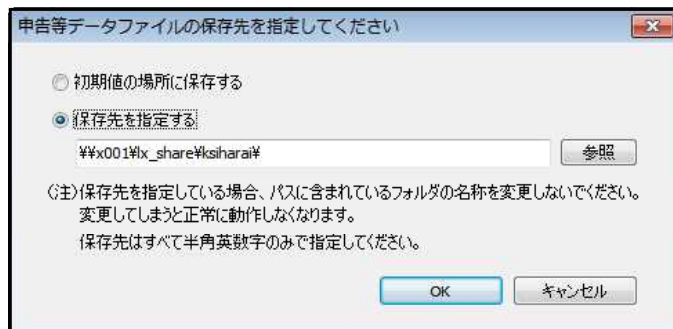 申告等データファイルの保存先を指定してください
初期値の場所に保存する
保存先を指定する
¥¥x001¥lx_share¥ksiharai¥
参照
(注)保存先を指定している場合、パスに含まれているフォルダの名称を変更しないでください。
変更してしまうと正常に動作しなくなります。
保存先はすべて半角英数字のみで指定してください。
OK
キャンセル